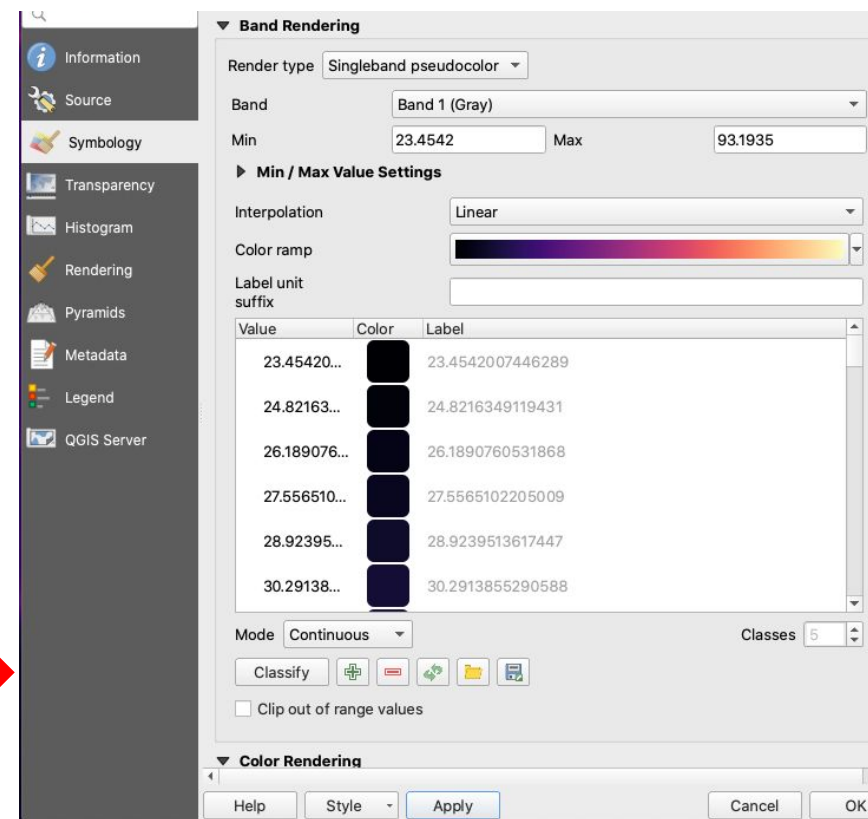 Band Rendering
Information
Render type Singleband pseudocolor
Source
Band Band 1 (Gray)
Symbology
Min 23.4542 Max 93.1935
Min / Max Value Settings
Transparency
Interpolation Linear
Histogram
Color ramp
Rendering
Label unit
suffix
Pyramids
Value Color Label
Metadata
23.45420... 23.4542007446289
Legend
24.82163... 24.8216349119431
QGIS Server
26.189076... 26.1890760531868
27.556510... 27.5565102205009
28.92395... 28.9239513617447
30.29138... 30.2913855290588
Mode Continuous Classes 5
Classify
Clip out of range values
Color Rendering
Help Style Apply Cancel OK